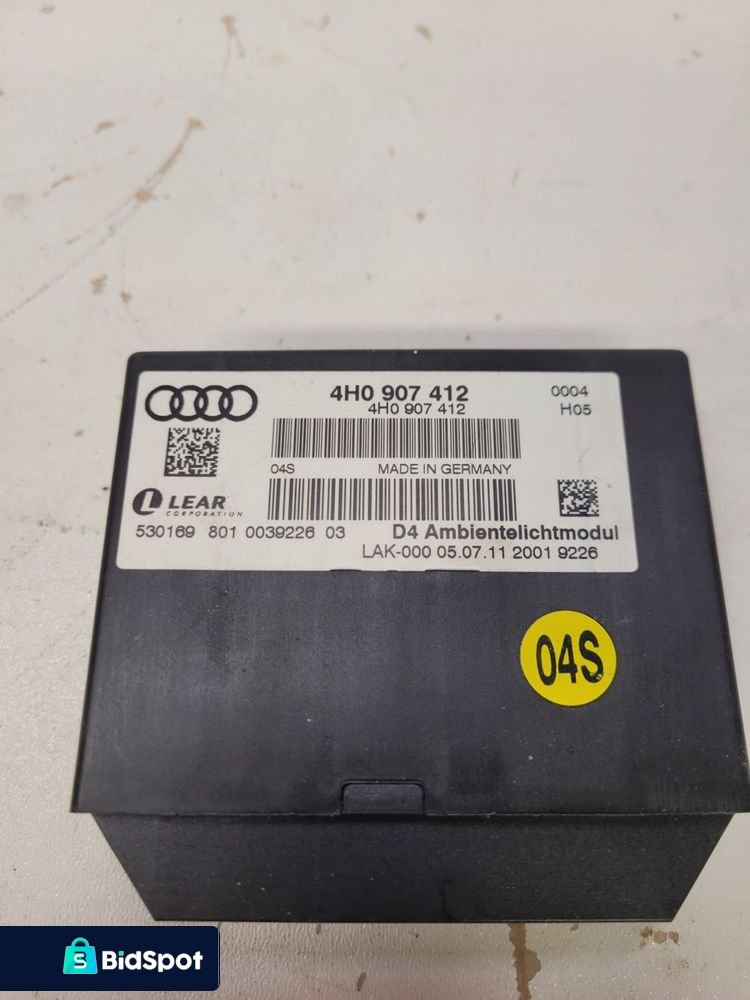 4H0 907 412
4H0 907 412
0004
H05
04S MADE IN GERMANY
LEAR
CORPORATION
530169 801 0039226 03 D4 Ambientelichtmodul
LAK-000 05.07.11 2001 9226
04S
BidSpot